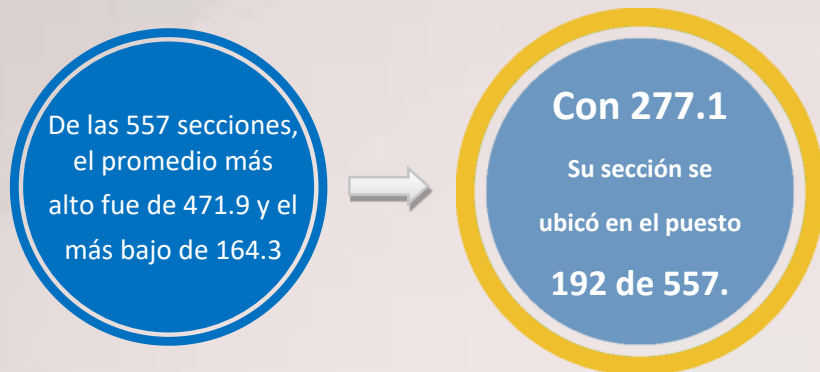 De las 557 secciones,
el promedio más
alto fue de 471.9 y el
más bajo de 164.3
Con 277.1
Su sección se
ubicó en el puesto
192 de 557.